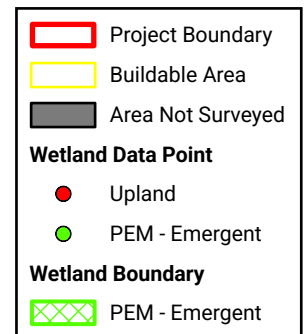 Project Boundary
Buildable Area
Area Not Surveyed
Wetland Data Point
Upland
PEM - Emergent
Wetland Boundary
PEM - Emergent